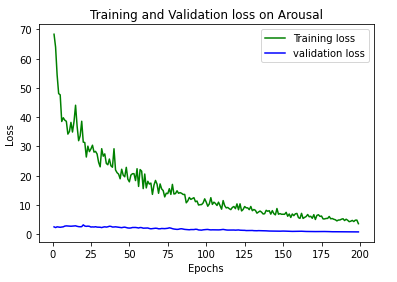 Training and Validation loss on Arousal
Training loss
validation loss
Loss
70
60
50
40
30
20
10
0
0 25 50 75 100 125 150 175 200
Epochs